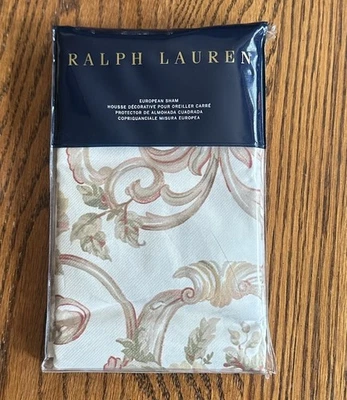 RALPH LAUREN
EUROPEAN SHAM
HOUSSE DÉCORATIVE POUR OREILLER CARRÉ
PROTECTOR DE ALMOHADA CUADRADA
COPRIGUANCIALE MISURA EUROPEA